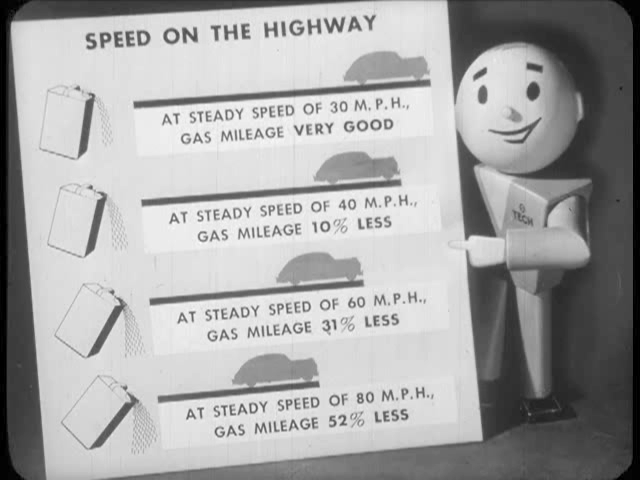 SPEED ON THE HIGHWAY
AT STEADY SPEED OF 30 M.P.H.,
GAS MILEAGE VERY GOOD
AT STEADY SPEED OF 40 M.P.H.,
GAS MILEAGE 10% LESS
AT STEADY SPEED OF 60 M.P.H.,
GAS MILEAGE 31% LESS
AT STEADY SPEED OF 80 M.P.H.,
GAS MILEAGE 52% LESS
TECH